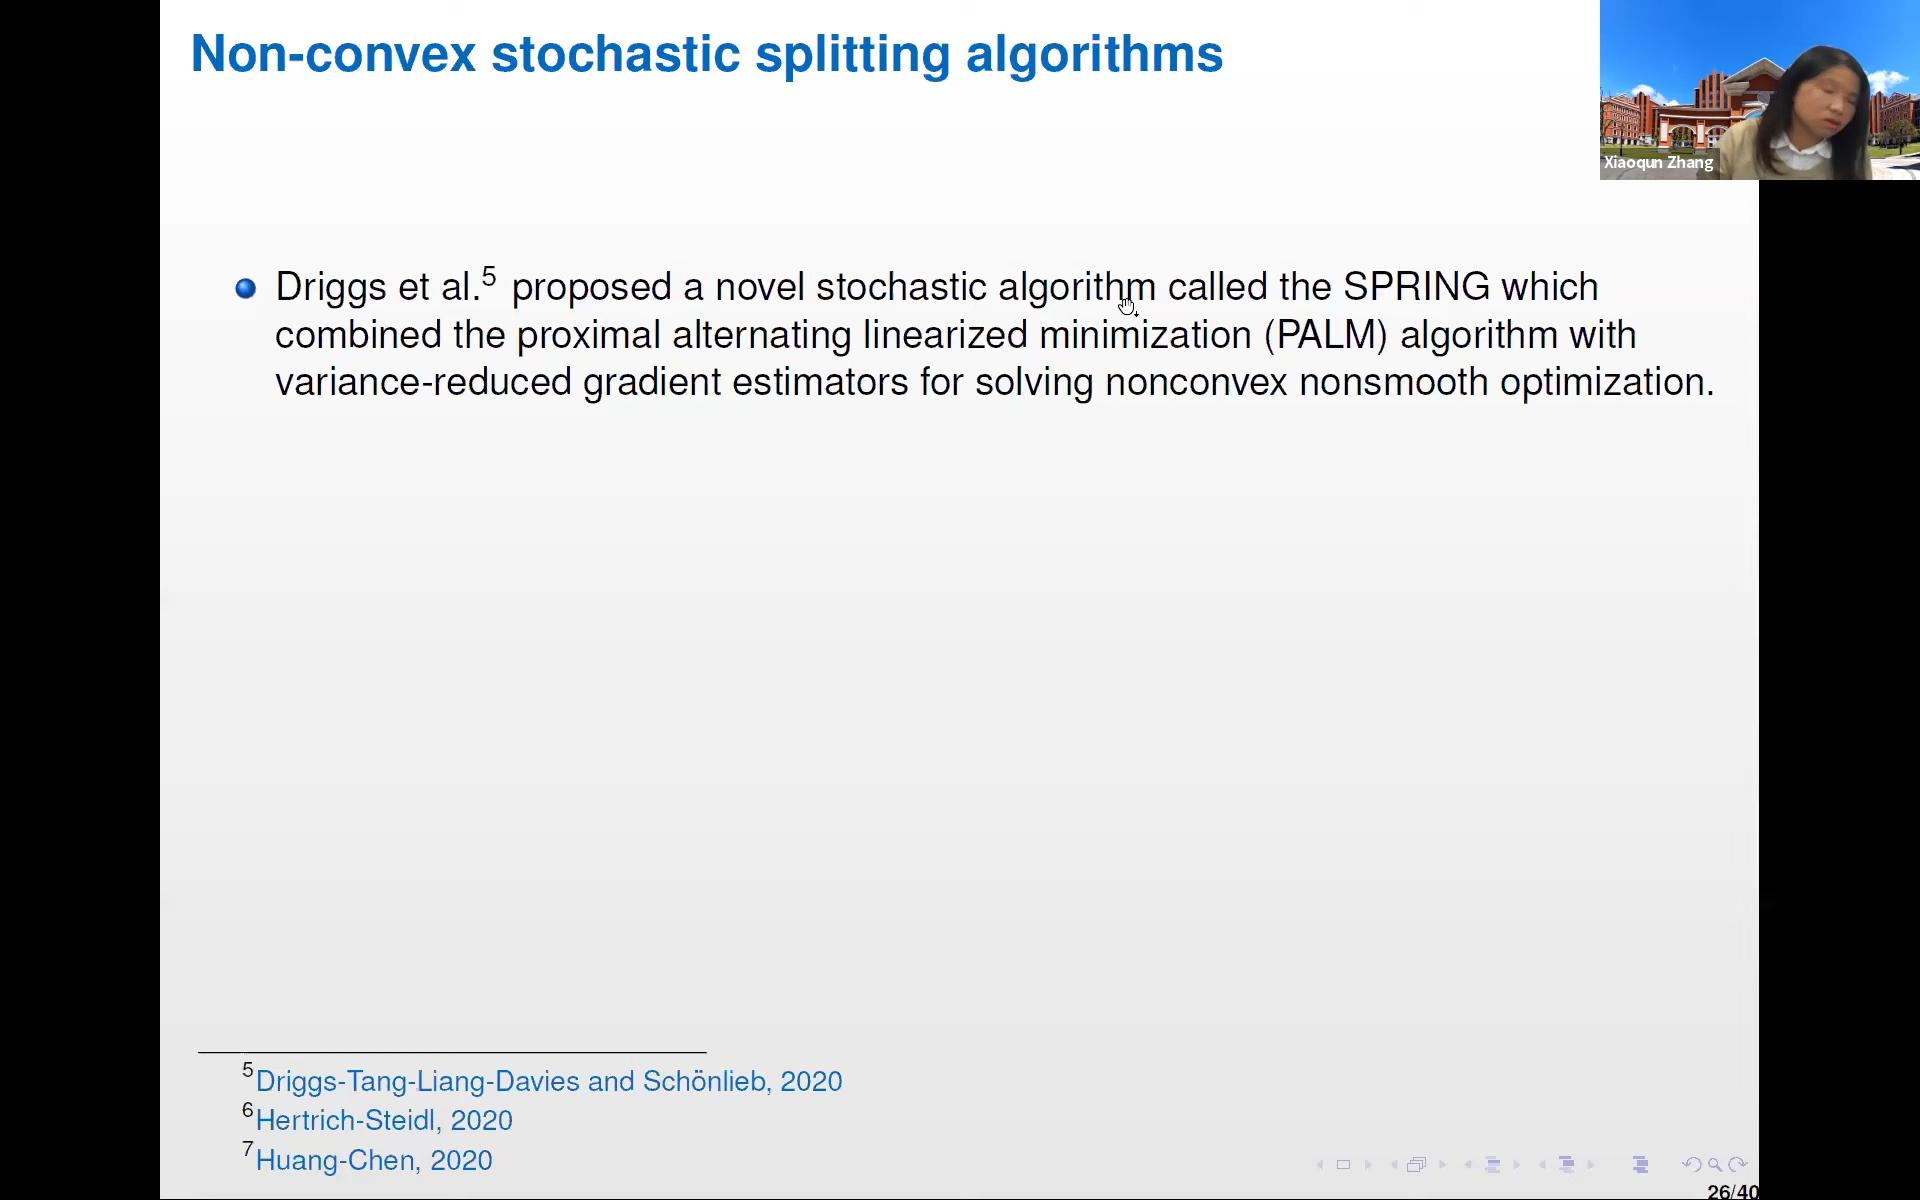 Non-convex stochastic splitting algorithms
Xiaoqun Zhang
Driggs et al.5 proposed a novel stochastic algorithm called the SPRING which
combined the proximal alternating linearized minimization (PALM) algorithm with
variance-reduced gradient estimators for solving nonconvex nonsmooth optimization.
5Driggs-Tang-Liang-Davies and Schönlieb, 2020
6Hertrich-Steidl, 2020
7Huang-Chen, 2020
26/40